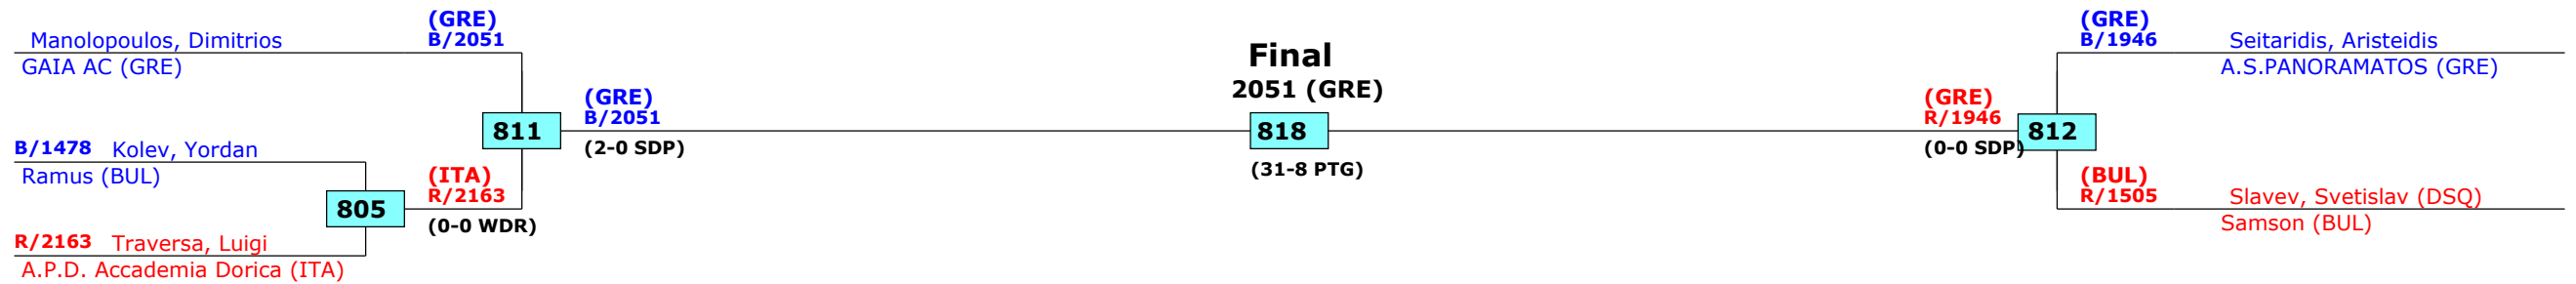 (GRE)
B/2051
Manolopoulos, Dimitrios
GAIA AC (GRE)
(GRE)
B/2051
811
(2-0 SDP)
B/1478 Kolev, Yordan
Ramus (BUL)
(ITA)
R/2163
805
(0-0 WDR)
R/2163 Traversa, Luigi
A.P.D. Accademia Dorica (ITA)
Final
2051 (GRE)
818
(31-8 PTG)
(GRE)
B/1946
Seitaridis, Aristeidis
A.S.PANORAMATOS (GRE)
(GRE)
R/1946
812
(0-0 SDP)
(BUL)
R/1505
Slavev, Svetislav (DSQ)
Samson (BUL)